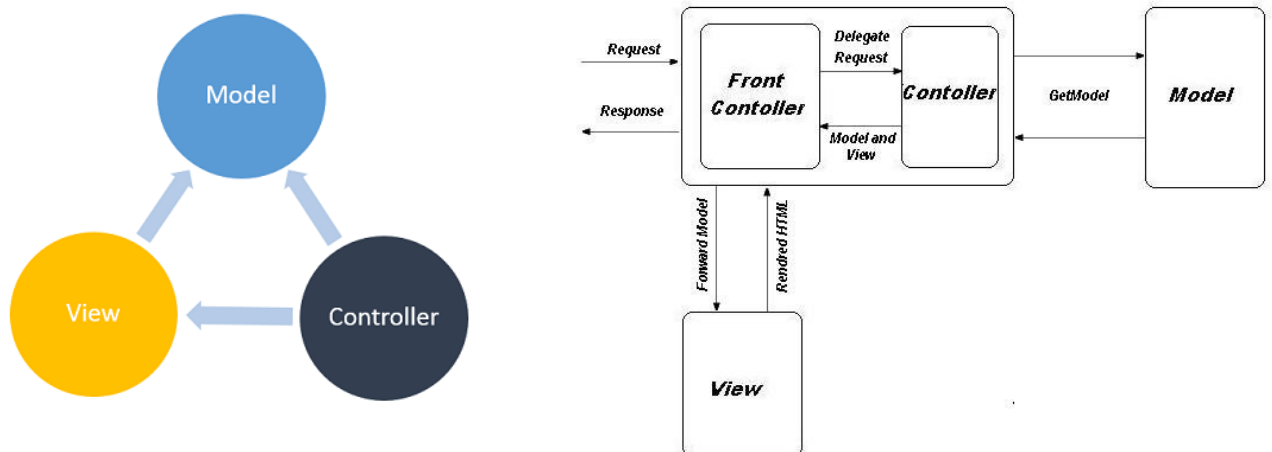 Model
View
Controller
Request
Response
Front
Contoller
Delegate
Request
Model and
View
Contoller
GetModel
Model
Forward Model
Rendred HTML
View